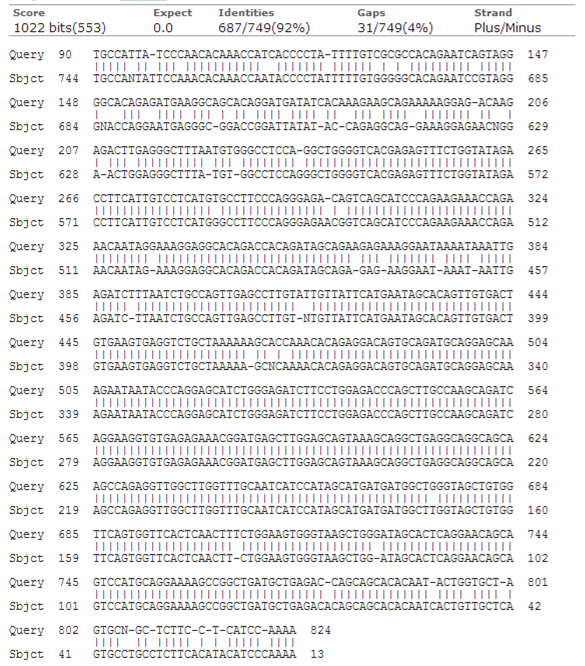 Score Expect Identities Gaps Strand
1022 bits(553) 0.0 687/749(92%) 31/749(4%) Plus/Minus
Query 90 TGCCATTA-TCCCAACACAAACCATCACCCCTA-TTTTGTCGCGCCACAGAATCAGTAGG 147
Sbjct 744 TGCCANTATTCCAAACACAAACCAATACCCCTATTTTTGTGGGGGCACAGAATCCGTAGG 685
Query 148 GGCACAGAGATGAAGGCAGCACAGGATGATATCACAAAGAAGCAGAAAAAGGAG-ACAAG 206
Sbjct 684 GNACCAGGAATGAGGGC-GGACCGGATTATAT-AC-CAGAGGCAG-GAAAGGAGAACNGG 629
Query 207 AGACTTGAGGGCTTTAATGTGGGCCTCCA-GGCTGGGGTCACGAGAGTTTCTGGTATAGA 265
Sbjct 628 A-ACTGGAGGGCTTTA-TGT-GGCCTCCAGGGCTGGGGTCACGAGAGTTTCTGGTATAGA 572
Query 266 CCTTCATTGTCCTCATGTGCCTTCCCAGGGAGA-CAGTCAGCATCCCAGAAGAAACCAGA 324
Sbjct 571 CCTTCATTGTCCTCATGGGCCTTCCCAGGGAGAACGGTCAGCATCCCAGAAGAAACCAGA 512
Query 325 AACAATAGGAAAGGAGGCACAGACCACAGATAGCAGAAGAGAAAGGAATAAAATAAATTG 384
Sbjct 511 AACAATAG-AAAGGAGGCACAGACCACAGATAGCAGA-GAG-AAGGAAT-AAAT-AATTG 457
Query 385 AGATCTTTAATCTGCCAGTTGAGCCTTGTATTGTTATTCATGAATAGCACAGTTGTGACT 444
Sbjct 456 AGATC-TTAATCTGCCAGTTGAGCCTTGT-NTGTTATTCATGAATAGCACAGTTGTGACT 399
Query 445 GTGAAGTGAGGTCTGCTAAAAAAGCACCAAACACAGAGGACAGTGCAGATGCAGGAGCAA 504
Sbjct 398 GTGAAGTGAGGTCTGCTAAAAA-GCNCAAAACACAGAGGACAGTGCAGATGCAGGAGCAA 340
Query 505 AGAATAATACCCAGGAGCATCTGGGAGATCTTCCTGGAGACCCAGCTTGCCAAGCAGATC 564
Sbjct 339 AGAATAATACCCAGGAGCATCTGGGAGATCTTCCTGGAGACCCAGCTTGCCAAGCAGATC 280
Query 565 AGGAAGGTGTGAGAGAAACGGATGAGCTTGGAGCAGTAAAGCAGGCTGAGGCAGGCAGCA 624
Sbjct 279 AGGAAGGTGTGAGAGAAACGGATGAGCTTGGAGCAGTAAAGCAGGCTGAGGCAGGCAGCA 220
Query 625 AGCCAGAGGTTGGCTTGGTTTGCAATCATCCATAGCATGATGATGGCTGGGTAGCTGTGG 684
Sbjct 219 AGCCAGAGGTTGGCTTGGTTTGCAATCATCCATAGCATGATGATGGCTTGGTAGCTGTGG 160
Query 685 TTCAGTGGTTCACTCAACTTTCTGGAAGTGGGTAAGCTGGGATAGCACTCAGGAACAGCA 744
Sbjct 159 TTCAGTGGTTCACTCAACTT-CTGGAAGTGGGTAAGCTGG-ATAGCACTCAGGAACAGCA 102
Query 745 GTCCATGCAGGAAAAGCCGGCTGATGCTGAGAC-CAGCAGCACACAAT-ACTGGTGCT-A 801
Sbjct 101 GTCCATGCAGGAAAAGCCGGCTGATGCTGAGACACAGCAGCACACAATCACTGTTGCTCA 42
Query 802 GTGCN-GC-TCTTC-C-T-CATCC-AAAA 824
Sbjct 41 GTGCCTGCCTCTTCACATACATCCCAAAA 13